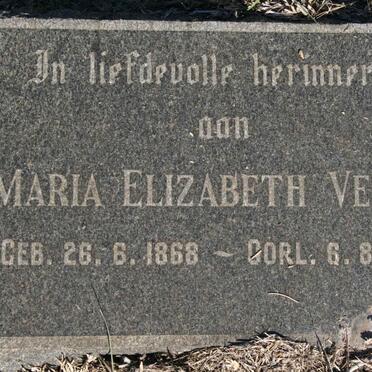 In liefdevolle herinner
aan
MARIA ELIZABETH VE
GEB. 26. 6. 1868 – OORL. 6. 8